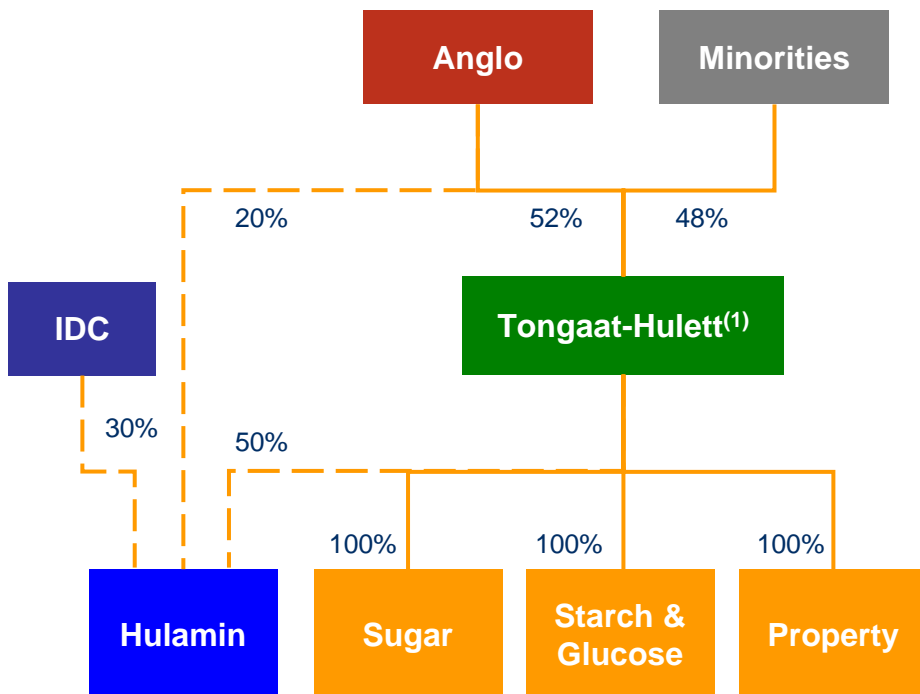 Anglo
Minorities
20%
52%
48%
IDC
Tongaat-Hulett(1)
30%
50%
100%
100%
100%
Hulamin
Sugar
Starch &
Glucose
Property